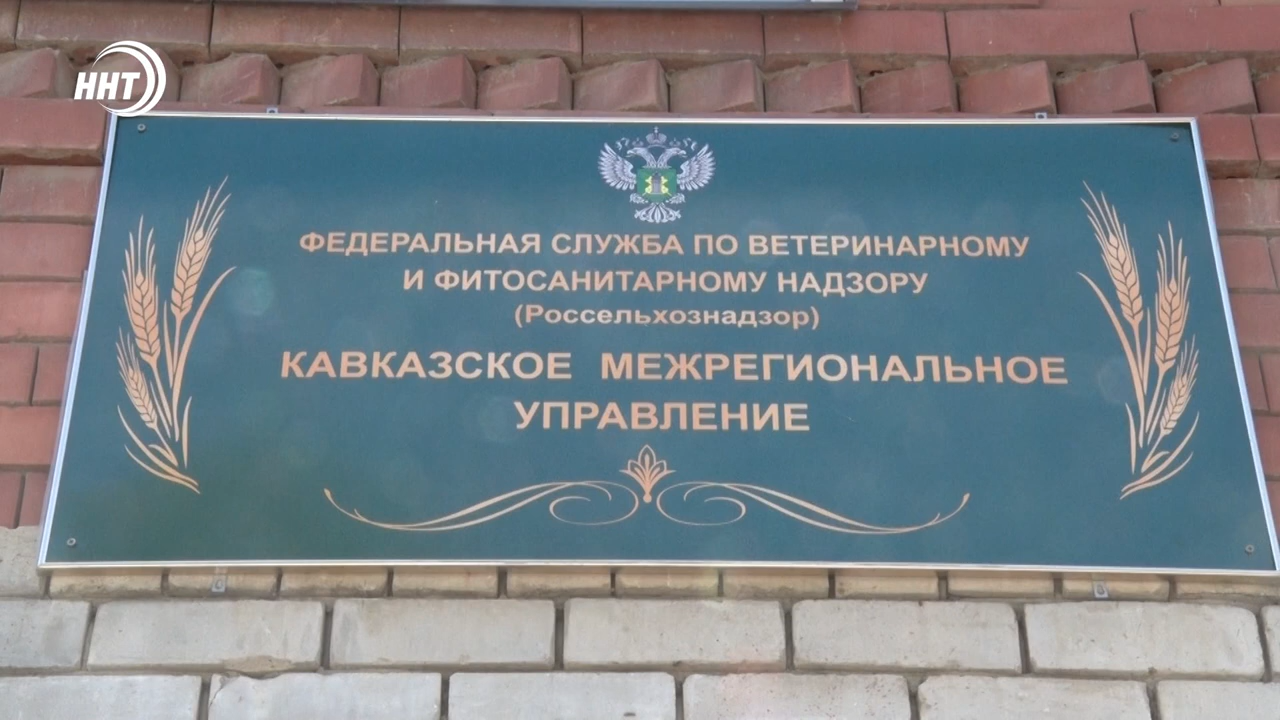 ННТ
ФЕДЕРАЛЬНАЯ СЛУЖБА ПО ВЕТЕРИНАРНОМУ
И ФИТОСАНИТАРНОМУ НАДЗОРУ
(Россельхознадзор)
КАВКАЗСКОЕ МЕЖРЕГИОНАЛЬНОЕ
УПРАВЛЕНИЕ